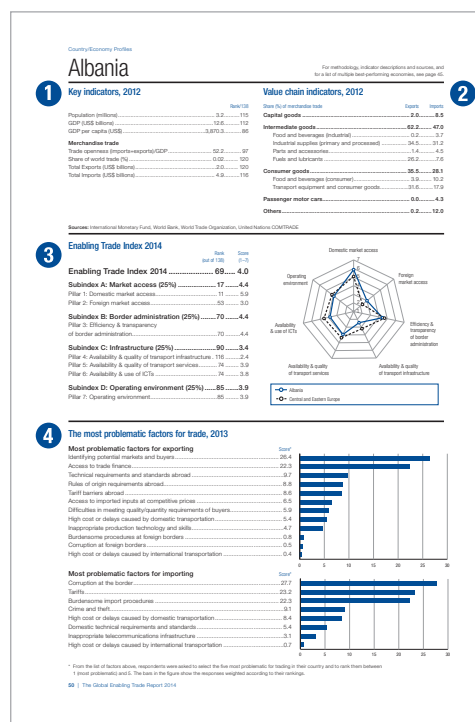 Country/Economy Profiles
Albania
For methodology, indicator descriptions and sources, and
for a list of multiple best-performing economies, see page 45.
1
Key indicators, 2012
Rank/138
Population (millions) 3.2 115
GDP (US$ billions) 12.6 112
GDP per capita (US$) 3,870.3 86
Merchandise trade
Trade openness (imports+exports)/GDP 52.2 97
Share of world trade (%) 0.02 120
Total Exports (US$ billions) 2.0 120
Total Imports (US$ billions) 4.9 116
2
Value chain indicators, 2012
Share (%) of merchandise trade Exports Imports
Capital goods 2.0 8.5
Intermediate goods 62.2 47.0
Food and beverages (industrial) 0.2 3.7
Industrial supplies (primary and processed) 34.5 31.2
Parts and accessories 1.4 4.5
Fuels and lubricants 26.2 7.6
Consumer goods 35.5 28.1
Food and beverages (consumer) 3.9 10.2
Transport equipment and consumer goods 31.6 17.9
Passenger motor cars 0.0 4.3
Others 0.2 12.0
Sources: International Monetary Fund, World Bank, World Trade Organization, United Nations COMTRADE
3
Enabling Trade Index 2014
Rank Score
(out of 138) (1–7)
Enabling Trade Index 2014 69 4.0
Subindex A: Market access (25%) 17 4.4
Pillar 1: Domestic market access 11 5.9
Pillar 2: Foreign market access 53 3.0
Subindex B: Border administration (25%) 70 4.4
Pillar 3: Efficiency & transparency
of border administration 70 4.4
Subindex C: Infrastructure (25%) 90 3.4
Pillar 4: Availability & quality of transport infrastructure 116 2.4
Pillar 5: Availability & quality of transport services 74 3.9
Pillar 6: Availability & use of ICTs 74 3.8
Subindex D: Operating environment (25%) 85 3.9
Pillar 7: Operating environment 85 3.9
Domestic market access
Foreign
market access
Efficiency &
transparency
of border
administration
Availability & quality
of transport infrastructure
Availability & quality
of transport services
Availability
& use of ICTs
Operating
environment
Albania
Central and Eastern Europe
4
The most problematic factors for trade, 2013
Most problematic factors for exporting Score*
Identifying potential markets and buyers 26.4
Access to trade finance 22.3
Technical requirements and standards abroad 9.7
Rules of origin requirements abroad 8.8
Tariff barriers abroad 8.6
Access to imported inputs at competitive prices 6.5
Difficulties in meeting quality/quantity requirements of buyers 5.9
High cost or delays caused by domestic transportation 5.4
Inappropriate production technology and skills 4.7
Burdensome procedures at foreign borders 0.8
Corruption at foreign borders 0.5
High cost or delays caused by international transportation 0.4
0 5 10 15 20 25 30
Most problematic factors for importing Score*
Corruption at the border 27.7
Tariffs 23.2
Burdensome import procedures 22.3
Crime and theft 9.1
High cost or delays caused by domestic transportation 8.4
Domestic technical requirements and standards 5.4
Inappropriate telecommunications infrastructure 3.1
High cost or delays caused by international transportation 0.7
0 5 10 15 20 25 30
* From the list of factors above, respondents were asked to select the five most problematic for trading in their country and to rank them between
1 (most problematic) and 5. The bars in the figure show the responses weighted according to their rankings.
50 | The Global Enabling Trade Report 2014